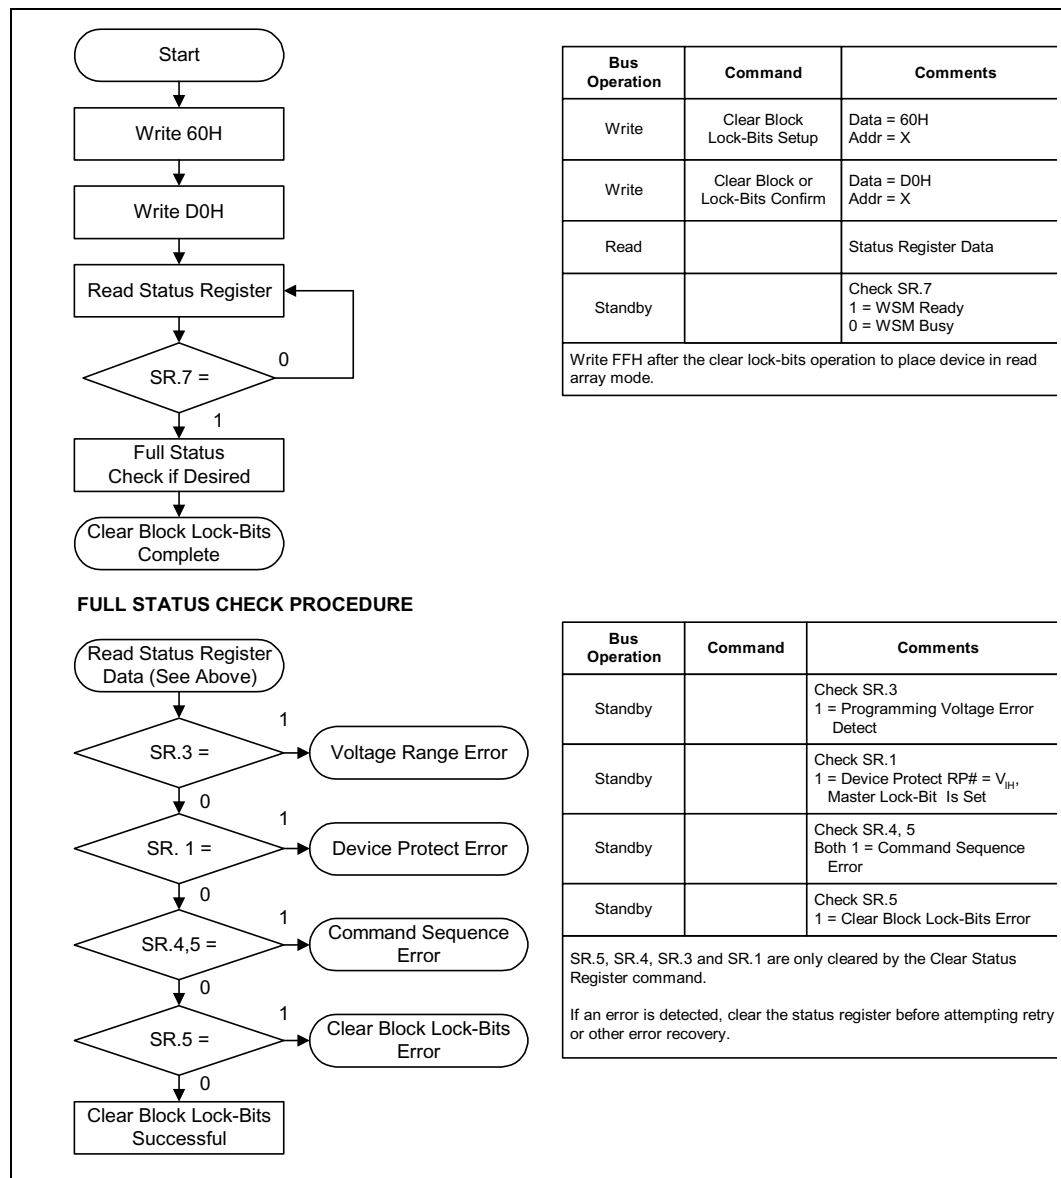 Start
Write 60H
Write D0H
Read Status Register
SR.7 =
0
1
Full Status
Check if Desired
Clear Block Lock-Bits
Complete
Bus
Operation
Command
Comments
Write
Clear Block
Lock-Bits Setup
Data = 60H
Addr = X
Write
Clear Block or
Lock-Bits Confirm
Data = D0H
Addr = X
Read
Status Register Data
Standby
Check SR.7
1 = WSM Ready
0 = WSM Busy
Write FFH after the clear lock-bits operation to place device in read
array mode.
FULL STATUS CHECK PROCEDURE
Read Status Register
Data (See Above)
SR.3 =
1
Voltage Range Error
0
SR. 1 =
1
Device Protect Error
0
SR.4,5 =
1
Command Sequence
Error
0
SR.5 =
1
Clear Block Lock-Bits
Error
0
Clear Block Lock-Bits
Successful
Bus
Operation
Command
Comments
Standby
Check SR.3
1 = Programming Voltage Error
Detect
Standby
Check SR.1
1 = Device Protect RP# = VIH,
Master Lock-Bit Is Set
Standby
Check SR.4, 5
Both 1 = Command Sequence
Error
Standby
Check SR.5
1 = Clear Block Lock-Bits Error
SR.5, SR.4, SR.3 and SR.1 are only cleared by the Clear Status
Register command.
If an error is detected, clear the status register before attempting retry
or other error recovery.